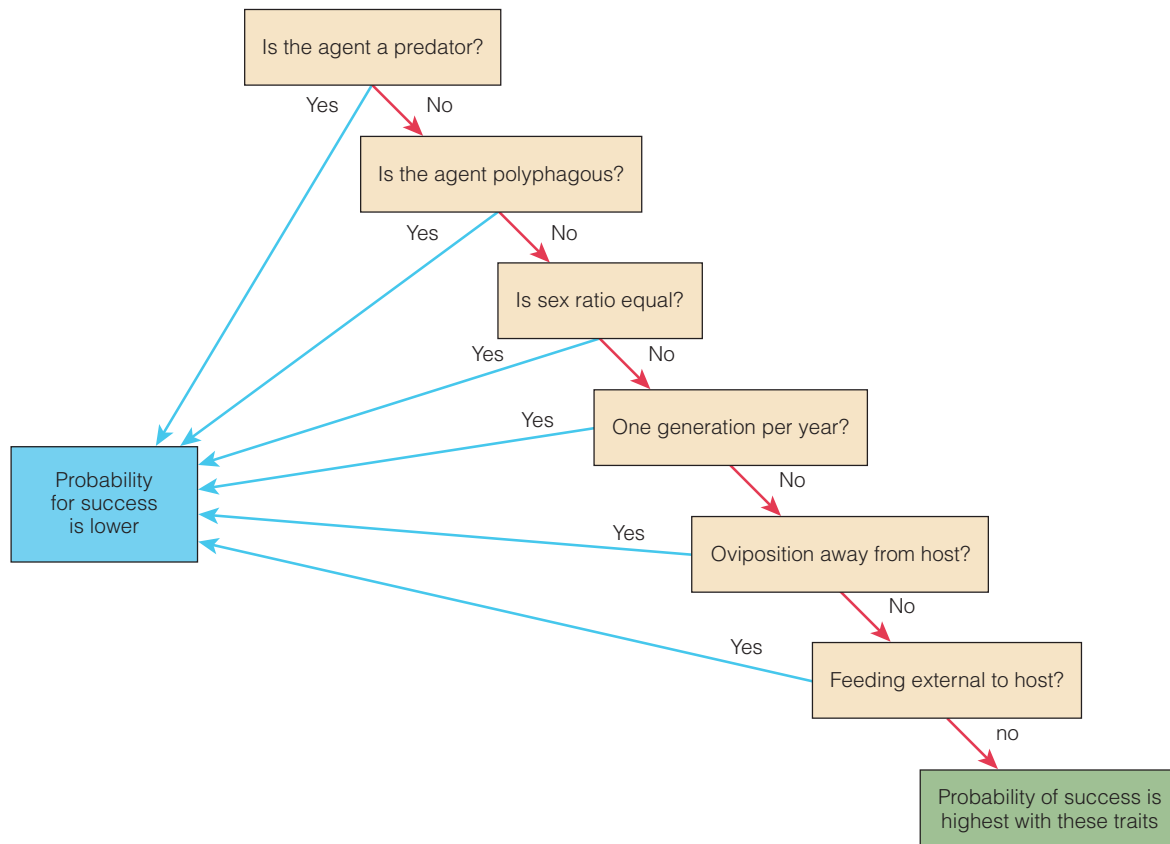 Is the agent a predator?
Yes
No
Is the agent polyphagous?
Yes
No
Is sex ratio equal?
Yes
No
One generation per year?
Yes
No
Probability
for success
is lower
Oviposition away from host?
Yes
No
Feeding external to host?
Yes
no
Probability of success is
highest with these traits